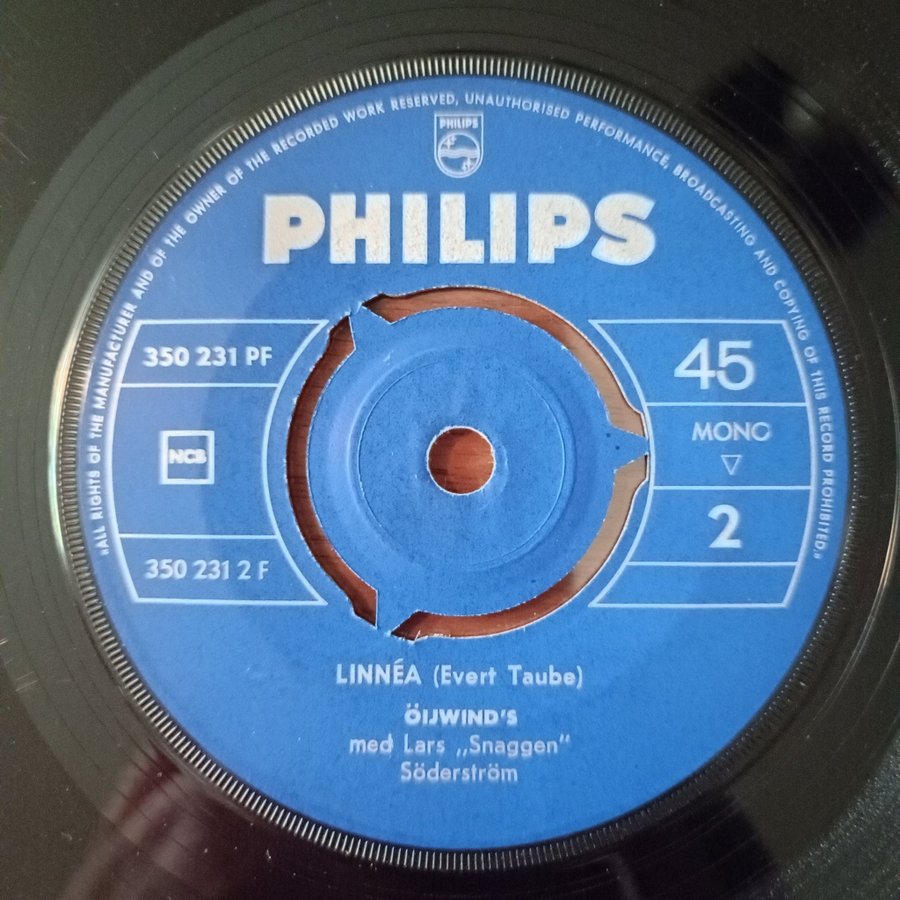 „ALL RIGHTS OF THE MANUFACTURER AND OF THE OWNER OF THE RECORDED WORK RESERVED, UNAUTHORISED PERFORMANCE, BROADCASTING AND COPYING OF THIS RECORD PROHIBITED."
PHILIPS
PHILIPS
350 231 PF
45
MONO
NCB
▽
2
350 231 2 F
LINNÉA (Evert Taube)
ÖIJWIND'S
med Lars „Snaggen"
Söderström